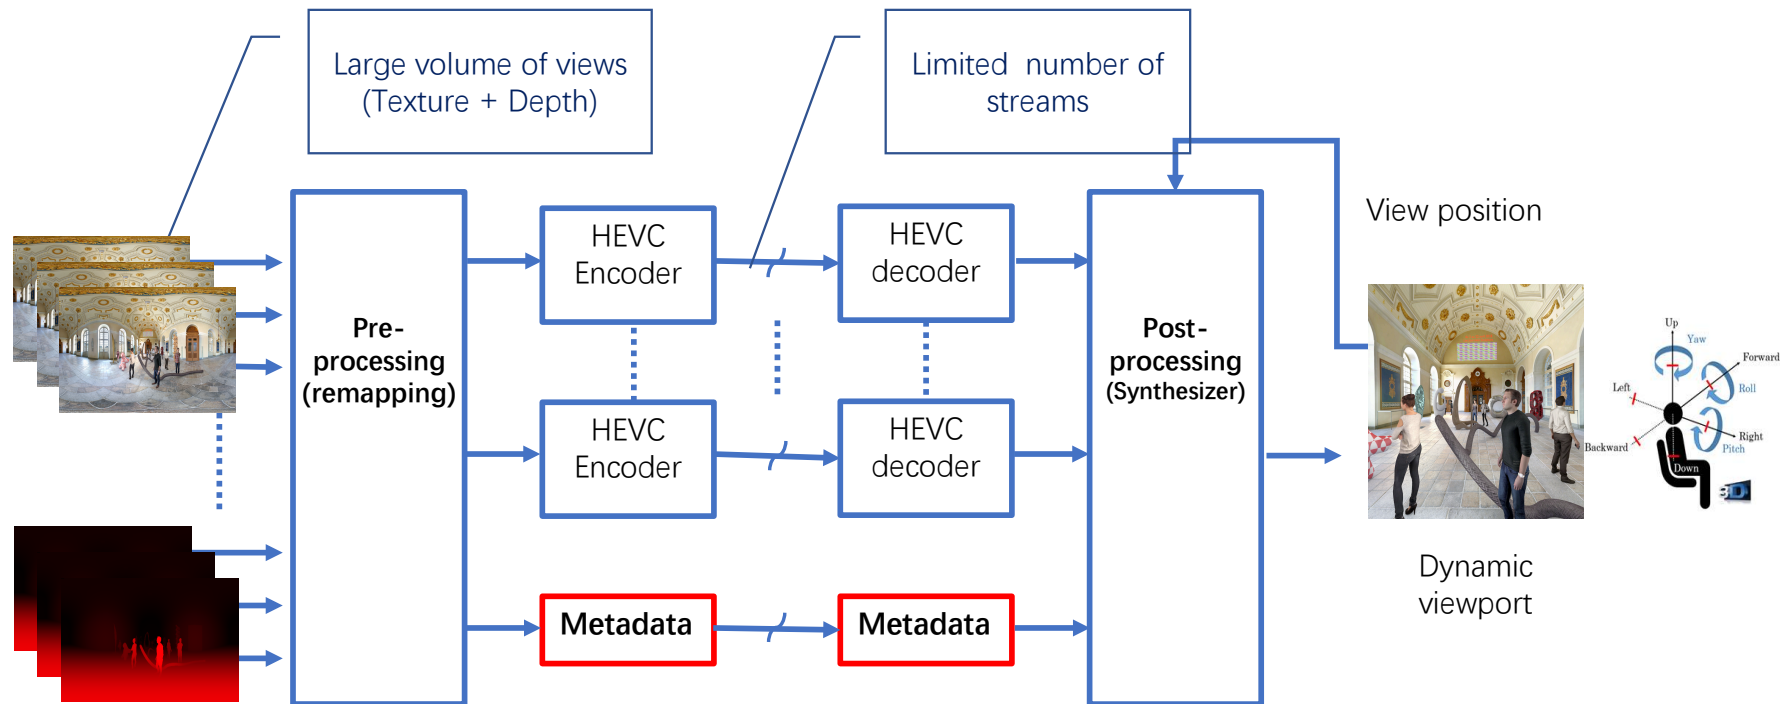 Large volume of views
(Texture + Depth)
Limited number of
streams
View position
HEVC
Encoder
HEVC
decoder
Pre-
processing
(remapping)
Post-
processing
(Synthesizer)
HEVC
Encoder
HEVC
decoder
Metadata
Metadata
Dynamic
viewport
Up
Yaw
Forward
Roll
Left
Right
Backward
Pitch
Down
3D